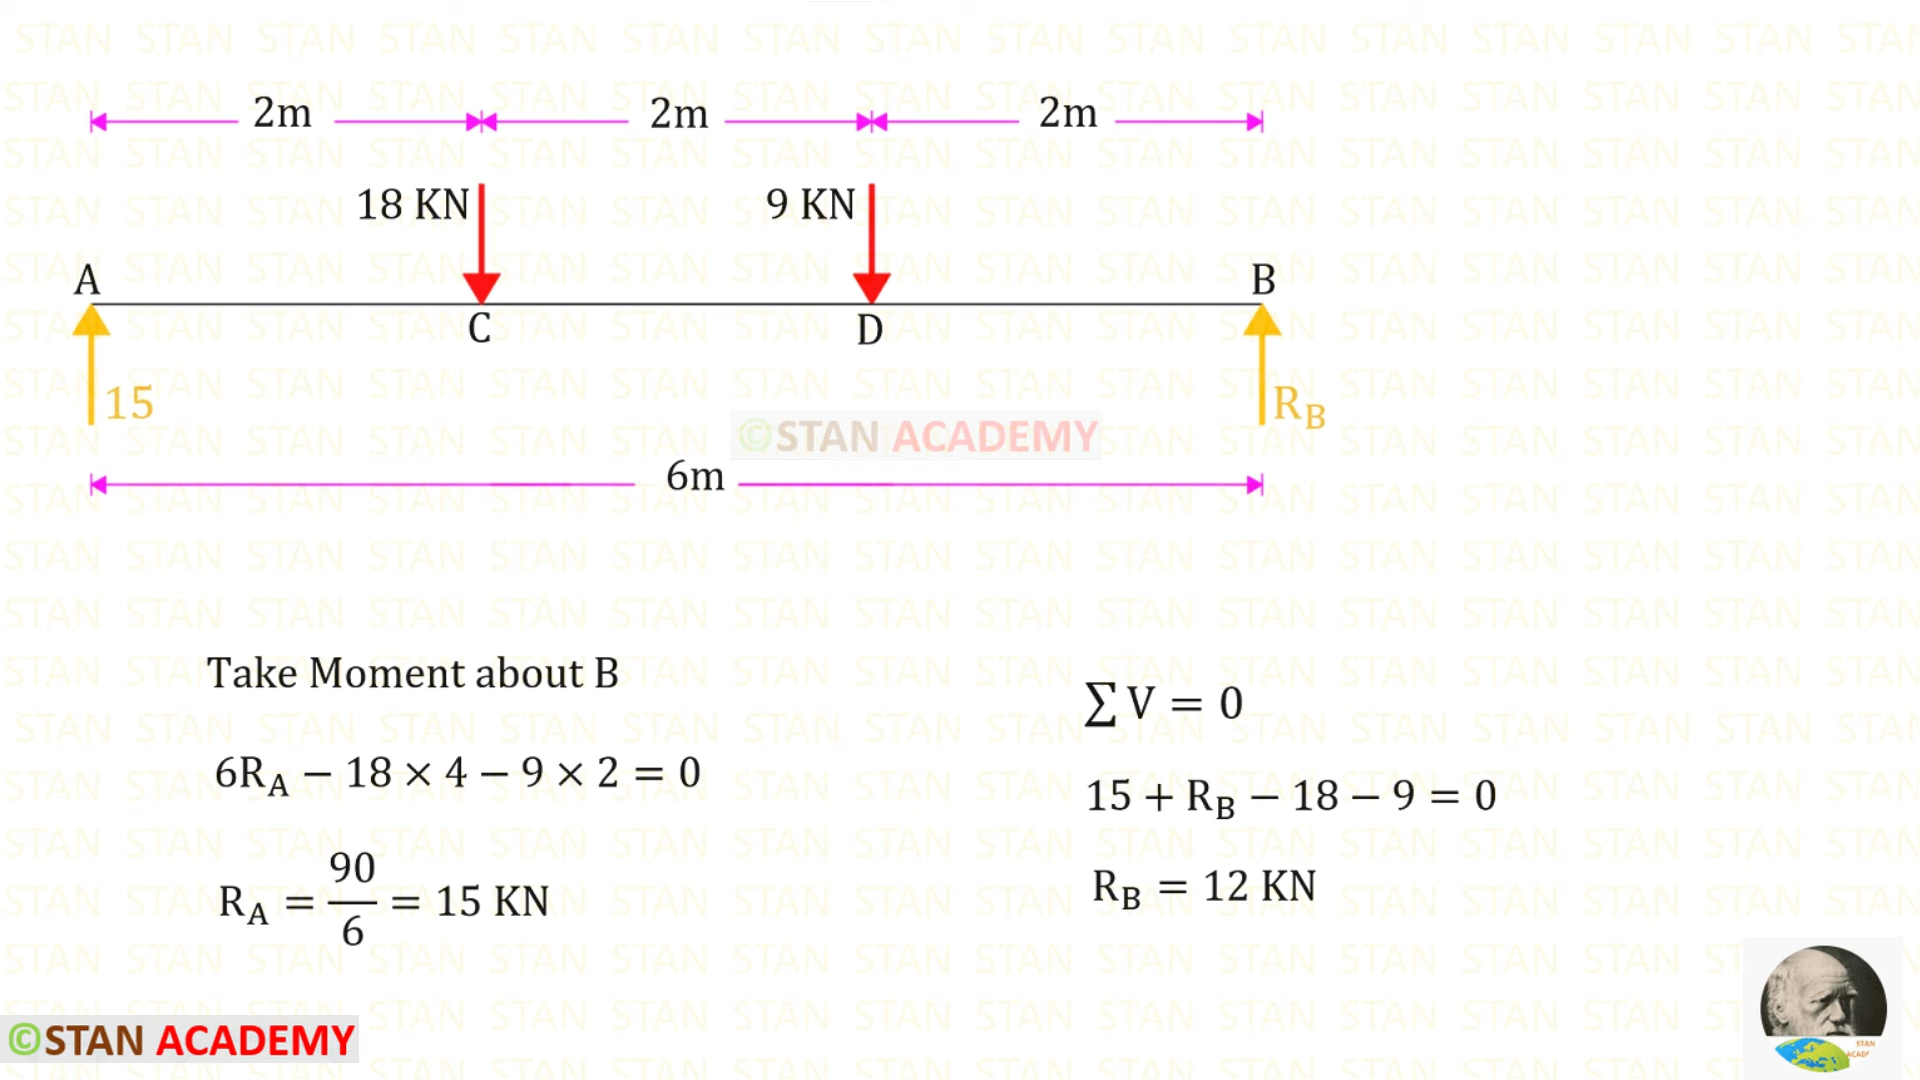 2m 2m 2m
18 KN 9 KN
A B
C D
15 R_B
©STAN ACADEMY
6m
Take Moment about B
6R_A − 18 × 4 − 9 × 2 = 0
R_A = 90/6 = 15 KN
∑ V = 0
15 + R_B − 18 − 9 = 0
R_B = 12 KN
©STAN ACADEMY
STAN